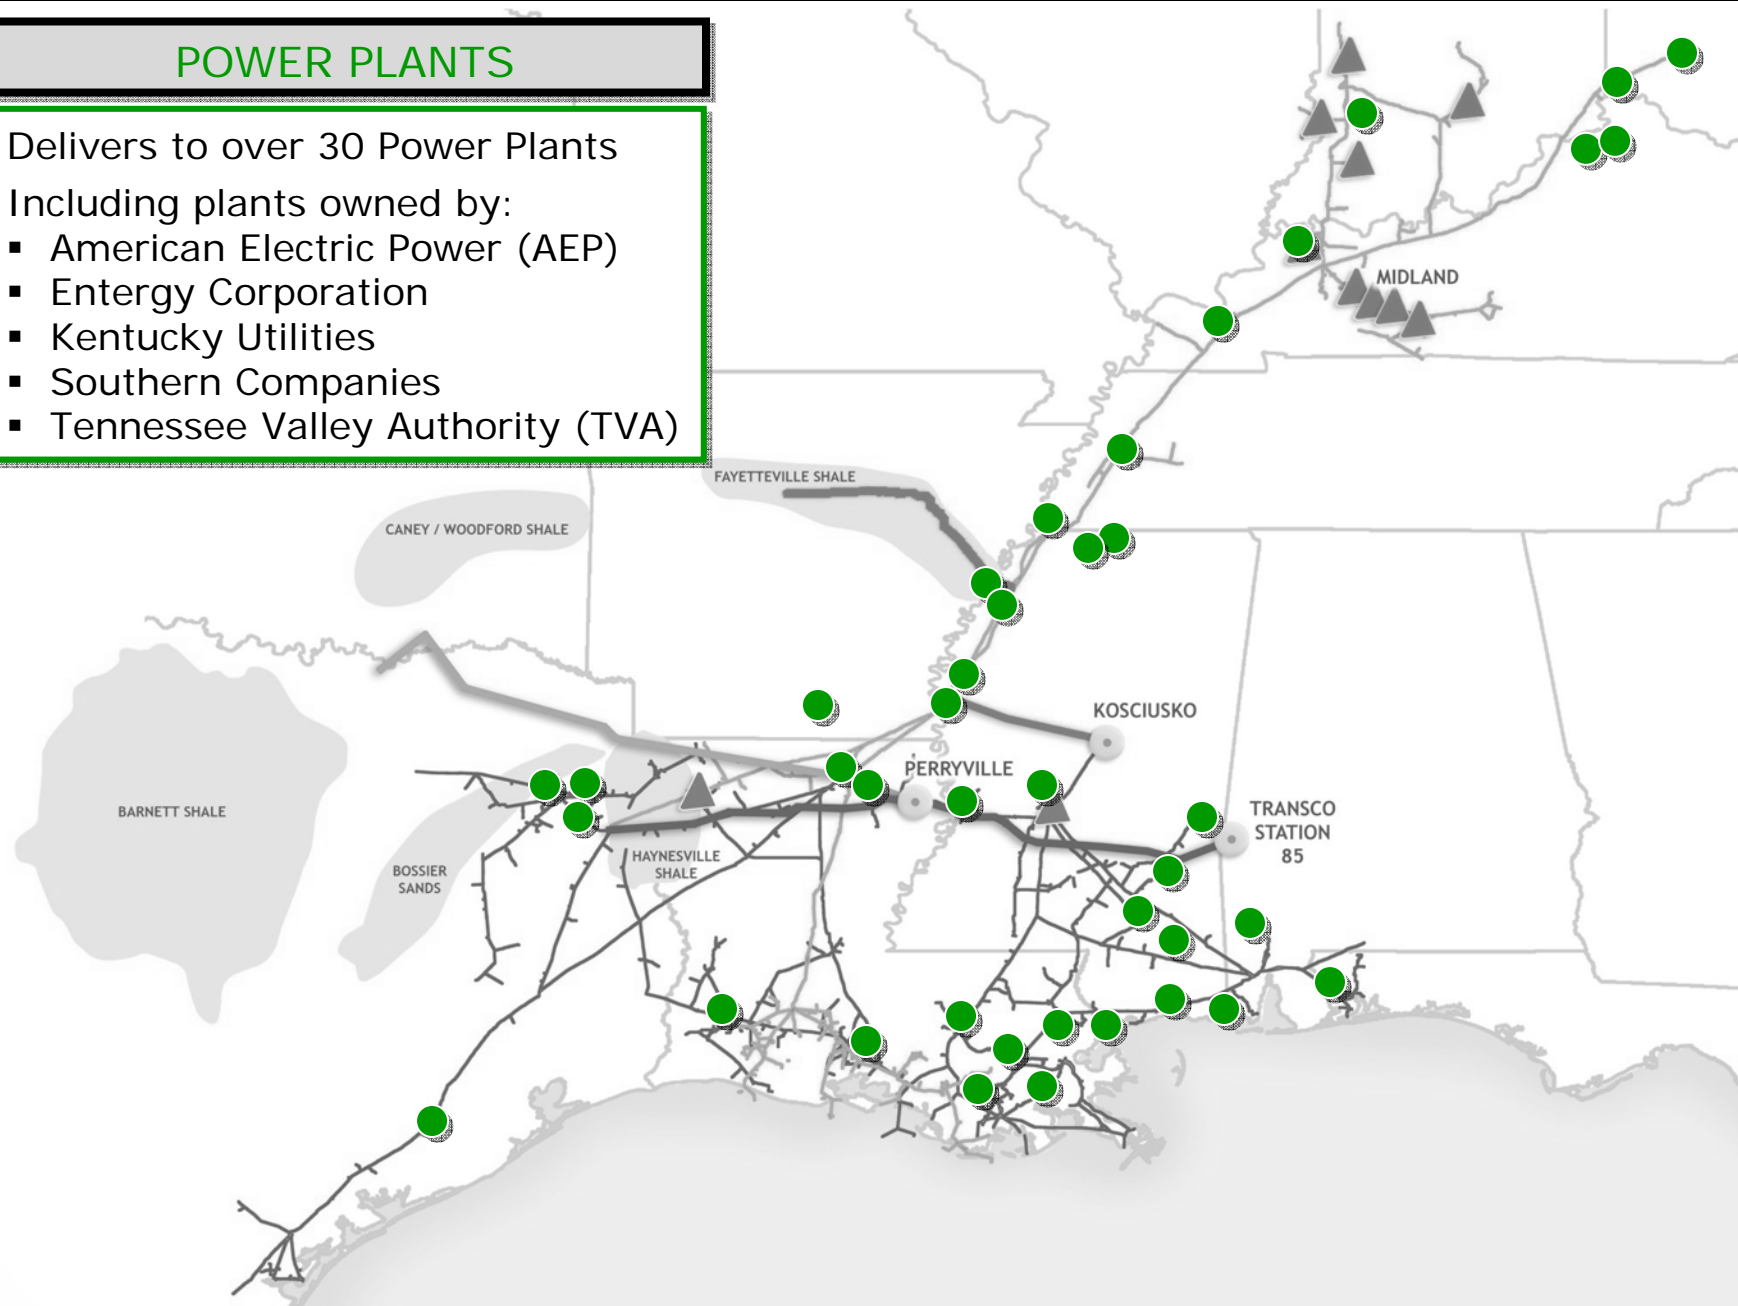 POWER PLANTS
Delivers to over 30 Power Plants
Including plants owned by:
▪ American Electric Power (AEP)
▪ Entergy Corporation
▪ Kentucky Utilities
▪ Southern Companies
▪ Tennessee Valley Authority (TVA)
MIDLAND
FAYETTEVILLE SHALE
CANEY / WOODFORD SHALE
KOSCIUSKO
PERRYVILLE
BARNETT SHALE
TRANSCO
STATION
85
HAYNESVILLE
SHALE
BOSSIER
SANDS